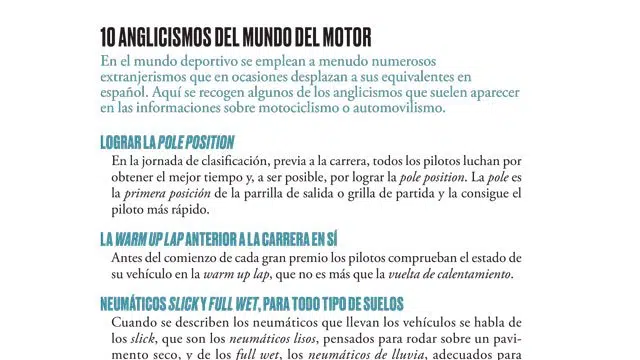 10 ANGLICISMOS DEL MUNDO DEL MOTOR
En el mundo deportivo se emplean a menudo numerosos
extranjerismos que en ocasiones desplazan a sus equivalentes en
español. Aquí se recogen algunos de los anglicismos que suelen aparecer
en las informaciones sobre motociclismo o automovilismo.
LOGRAR LA POLE POSITION
En la jornada de clasificación, previa a la carrera, todos los pilotos luchan por
obtener el mejor tiempo y, a ser posible, por lograr la pole position. La pole es
la primera posición de la parrilla de salida o grilla de partida y la consigue el
piloto más rápido.
LA WARM UP LAP ANTERIOR A LA CARRERA EN SÍ
Antes del comienzo de cada gran premio los pilotos comprueban el estado de
su vehículo en la warm up lap, que no es más que la vuelta de calentamiento.
NEUMÁTICOS SLICK Y FULL WET, PARA TODO TIPO DE SUELOS
Cuando se describen los neumáticos que llevan los vehículos se habla de
los slick, que son los neumáticos lisos, pensados para rodar sobre un pavi-
mento seco, y de los full wet, los neumáticos de lluvia, adecuados para